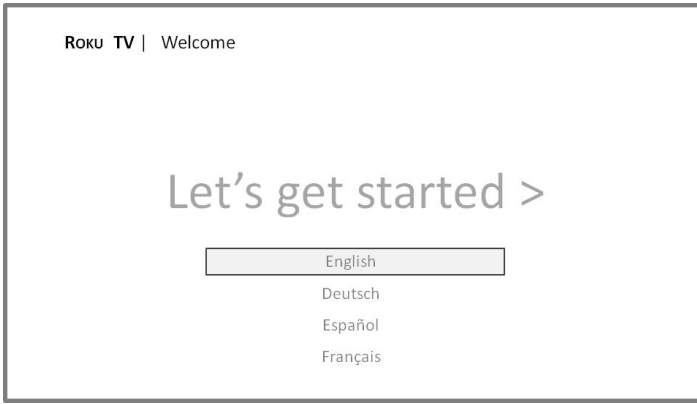 Roku TV | Welcome
Let's get started >
English
Deutsch
Español
Français